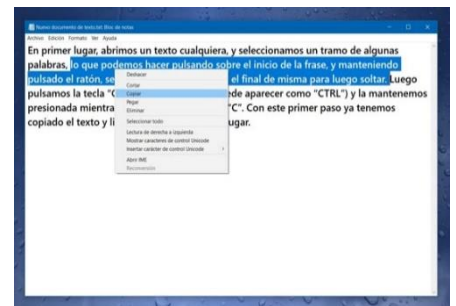 Nuevo documento de texto.txt: Bloc de notas
Archivo Edición Formato Ver Ayuda
En primer lugar, abrimos un texto cualquiera, y seleccionamos un tramo de algunas
palabras, lo que podemos hacer pulsando sobre el inicio de la frase, y manteniendo
pulsado el ratón, se el final de misma para luego soltar. Luego
pulsamos la tecla "C ede aparecer como "CTRL") y la mantenemos
presionada mientra "C". Con este primer paso ya tenemos
copiado el texto y li ugar.
Deshacer
Cortar
Copiar
Pegar
Eliminar
Seleccionar todo
Lectura de derecha a izquierda
Mostrar caracteres de control Unicode
Insertar carácter de control Unicode
Abrir IME
Reconversión